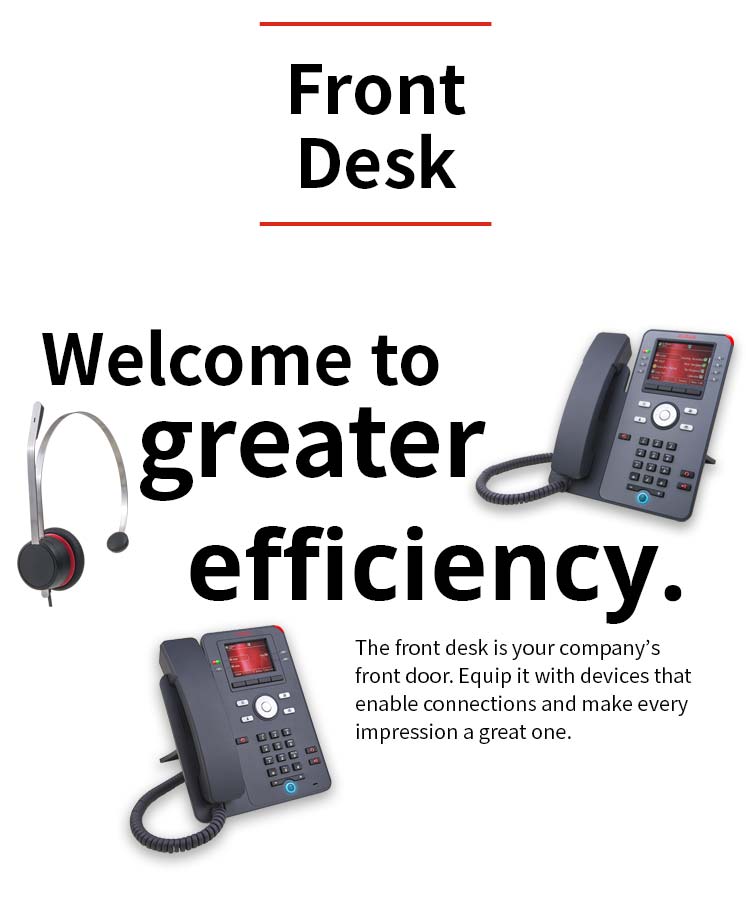 Front
Desk
Welcome to
greater
efficiency.
The front desk is your company’s
front door. Equip it with devices that
enable connections and make every
impression a great one.